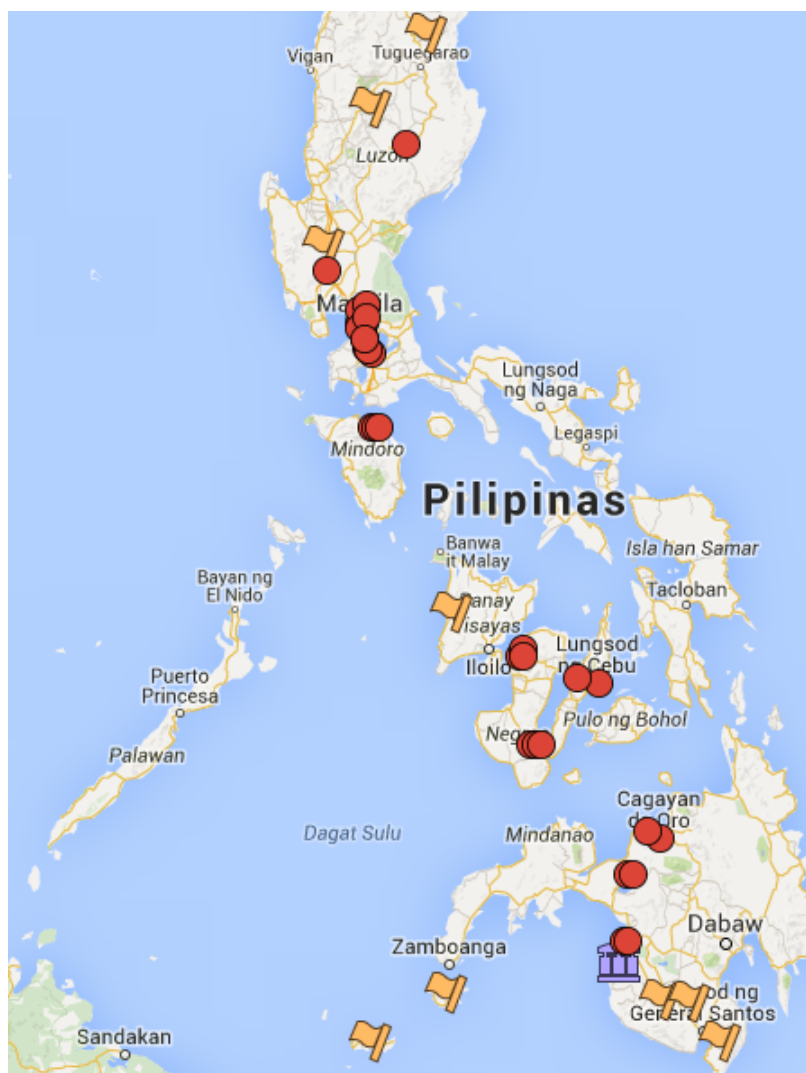 Vigan
Tuguegarao
Luzon
Manila
Lungsod
ng Naga
Legaspi
Mindoro
Pilipinas
Isla han Samar
Banwa
it Malay
Bayan ng
El Nido
Tacloban
Panay
Visayas
Iloilo
Lungsod
ng Cebu
Puerto
Princesa
Negros
Pulo ng Bohol
Palawan
Cagayan
de Oro
Dagat Sulu
Mindanao
Dabaw
Zamboanga
ng
General Santos
Sandakan